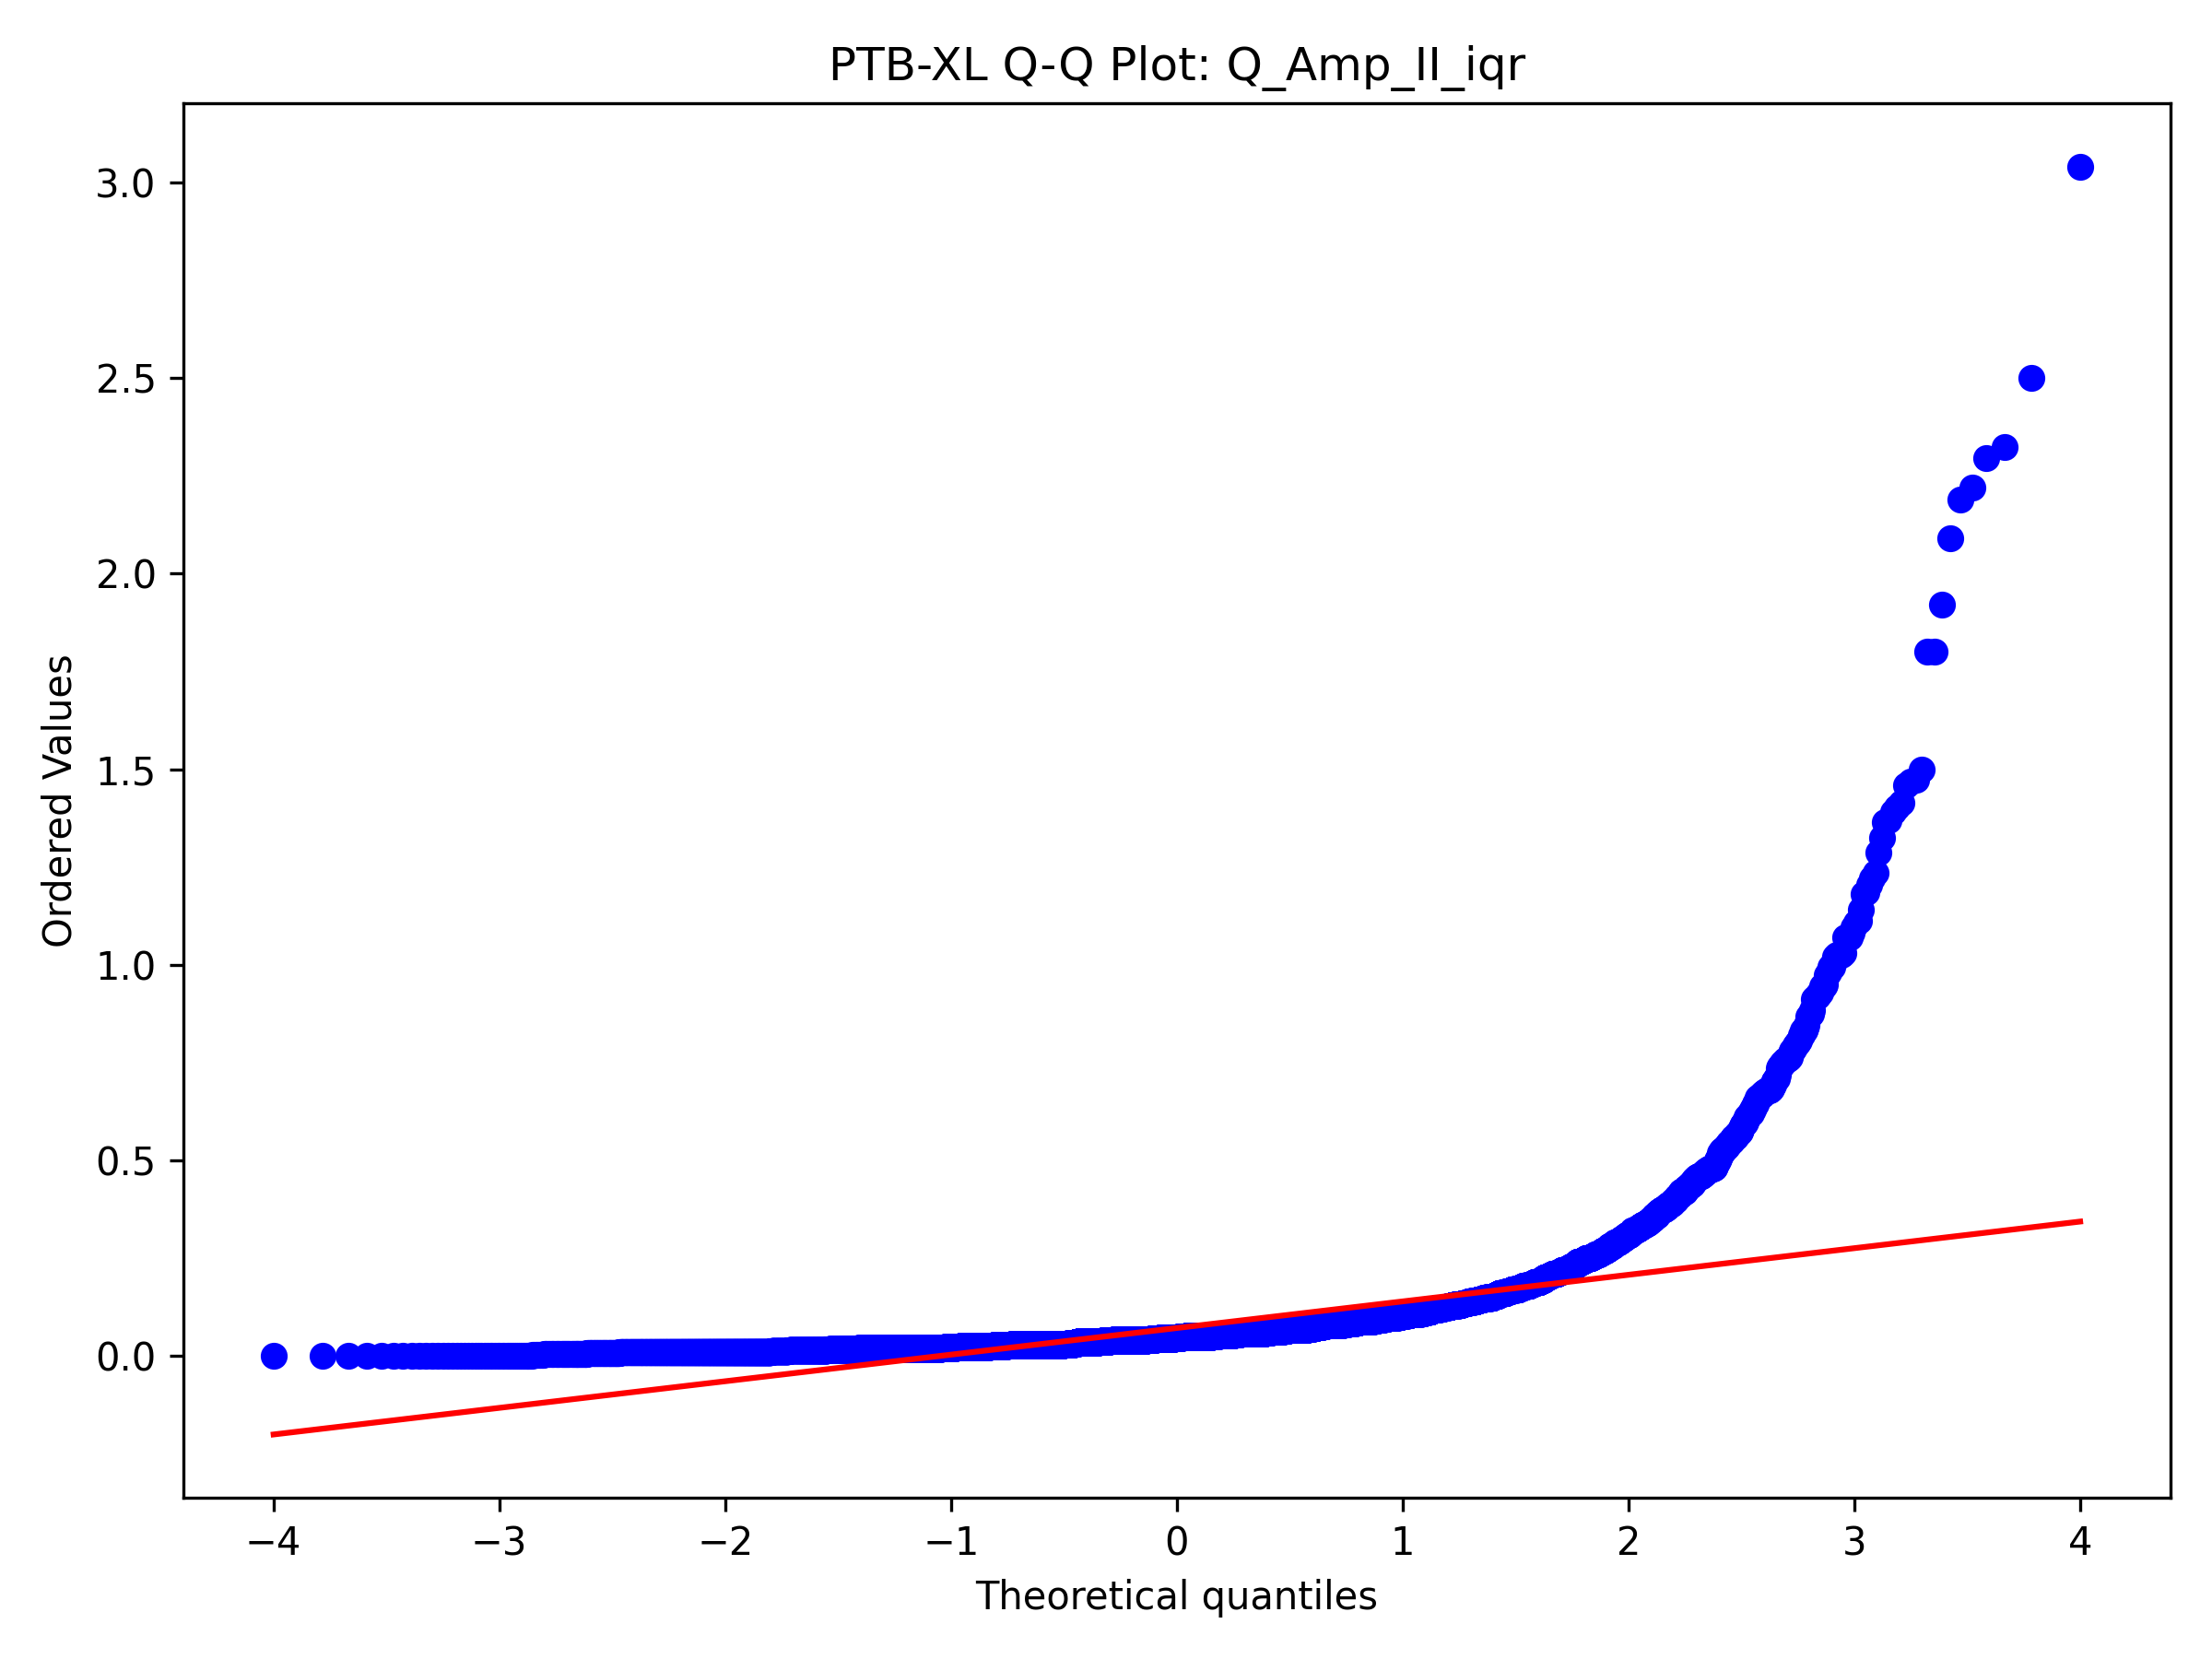 PTB-XL Q-Q Plot: Q_Amp_II_iqr
3.0
2.5
2.0
1.5
1.0
0.5
0.0
Ordered Values
−4 −3 −2 −1 0 1 2 3 4
Theoretical quantiles